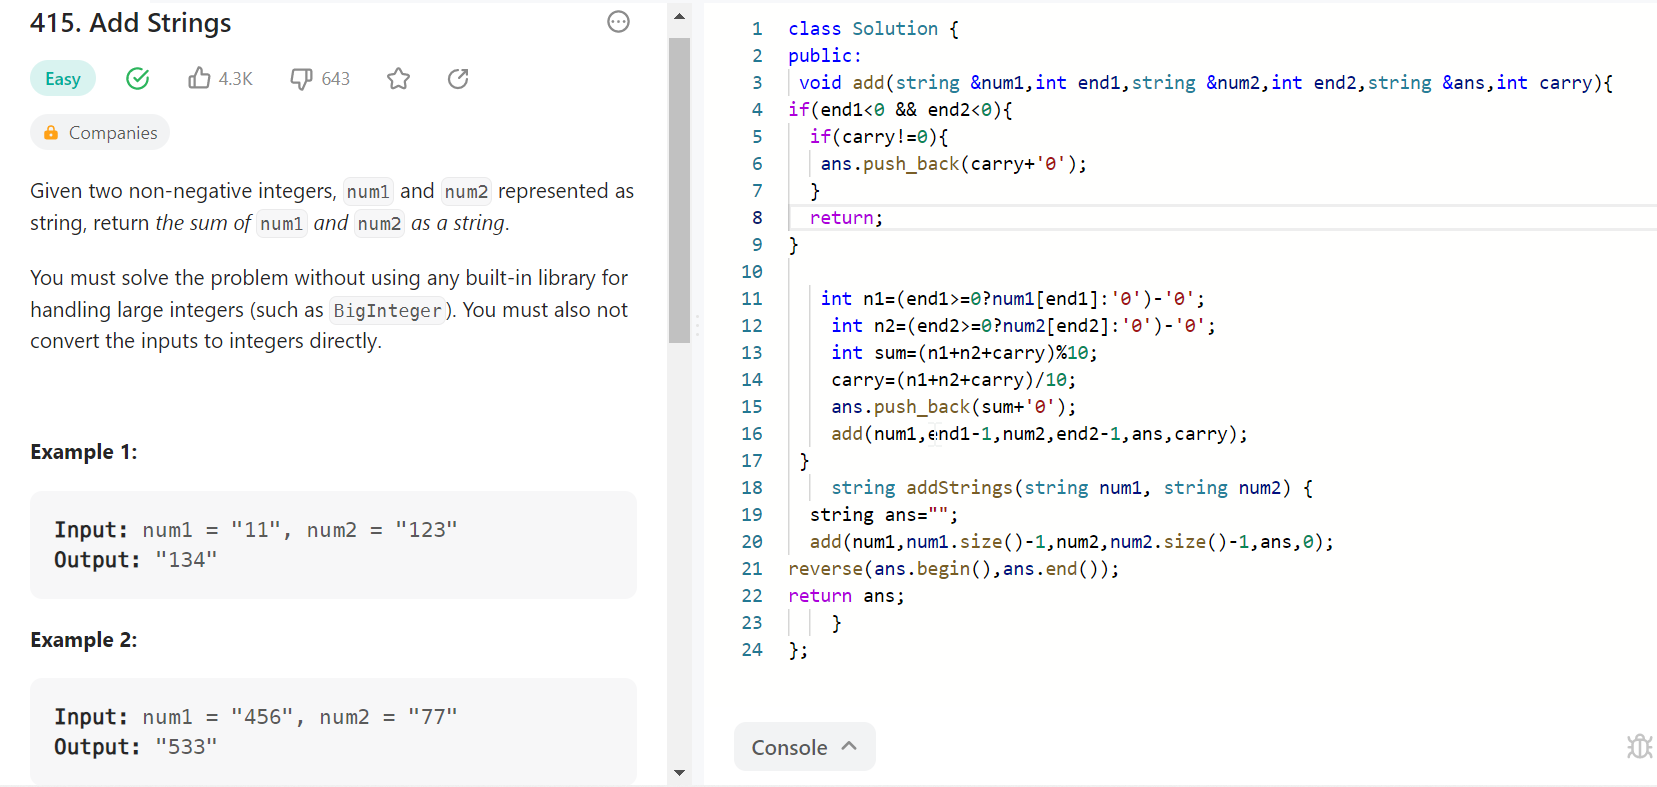 415. Add Strings
Easy 4.3K 643
Companies
Given two non-negative integers, num1 and num2 represented as
string, return the sum of num1 and num2 as a string.
You must solve the problem without using any built-in library for
handling large integers (such as BigInteger). You must also not
convert the inputs to integers directly.
Example 1:
Input: num1 = "11", num2 = "123"
Output: "134"
Example 2:
Input: num1 = "456", num2 = "77"
Output: "533"
1 class Solution {
2 public:
3 void add(string &num1,int end1,string &num2,int end2,string &ans,int carry){
4 if(end1<0 && end2<0){
5 if(carry!=0){
6 ans.push_back(carry+'0');
7 }
8 return;
9 }
10
11 int n1=(end1>=0?num1[end1]:'0')-'0';
12 int n2=(end2>=0?num2[end2]:'0')-'0';
13 int sum=(n1+n2+carry)%10;
14 carry=(n1+n2+carry)/10;
15 ans.push_back(sum+'0');
16 add(num1,end1-1,num2,end2-1,ans,carry);
17 }
18 string addStrings(string num1, string num2) {
19 string ans="";
20 add(num1,num1.size()-1,num2,num2.size()-1,ans,0);
21 reverse(ans.begin(),ans.end());
22 return ans;
23 }
24 };
Console